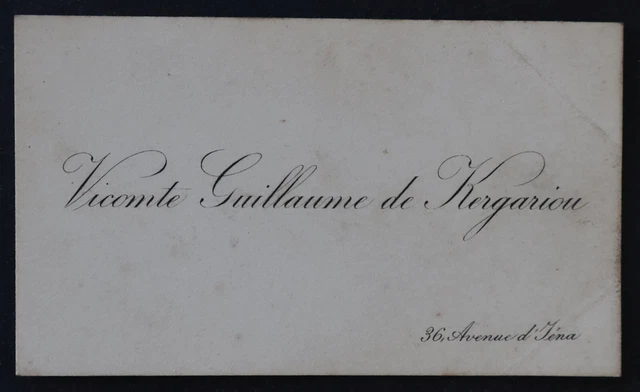 Vicomte Guillaume de Kergariou
36, Avenue d'Iéna